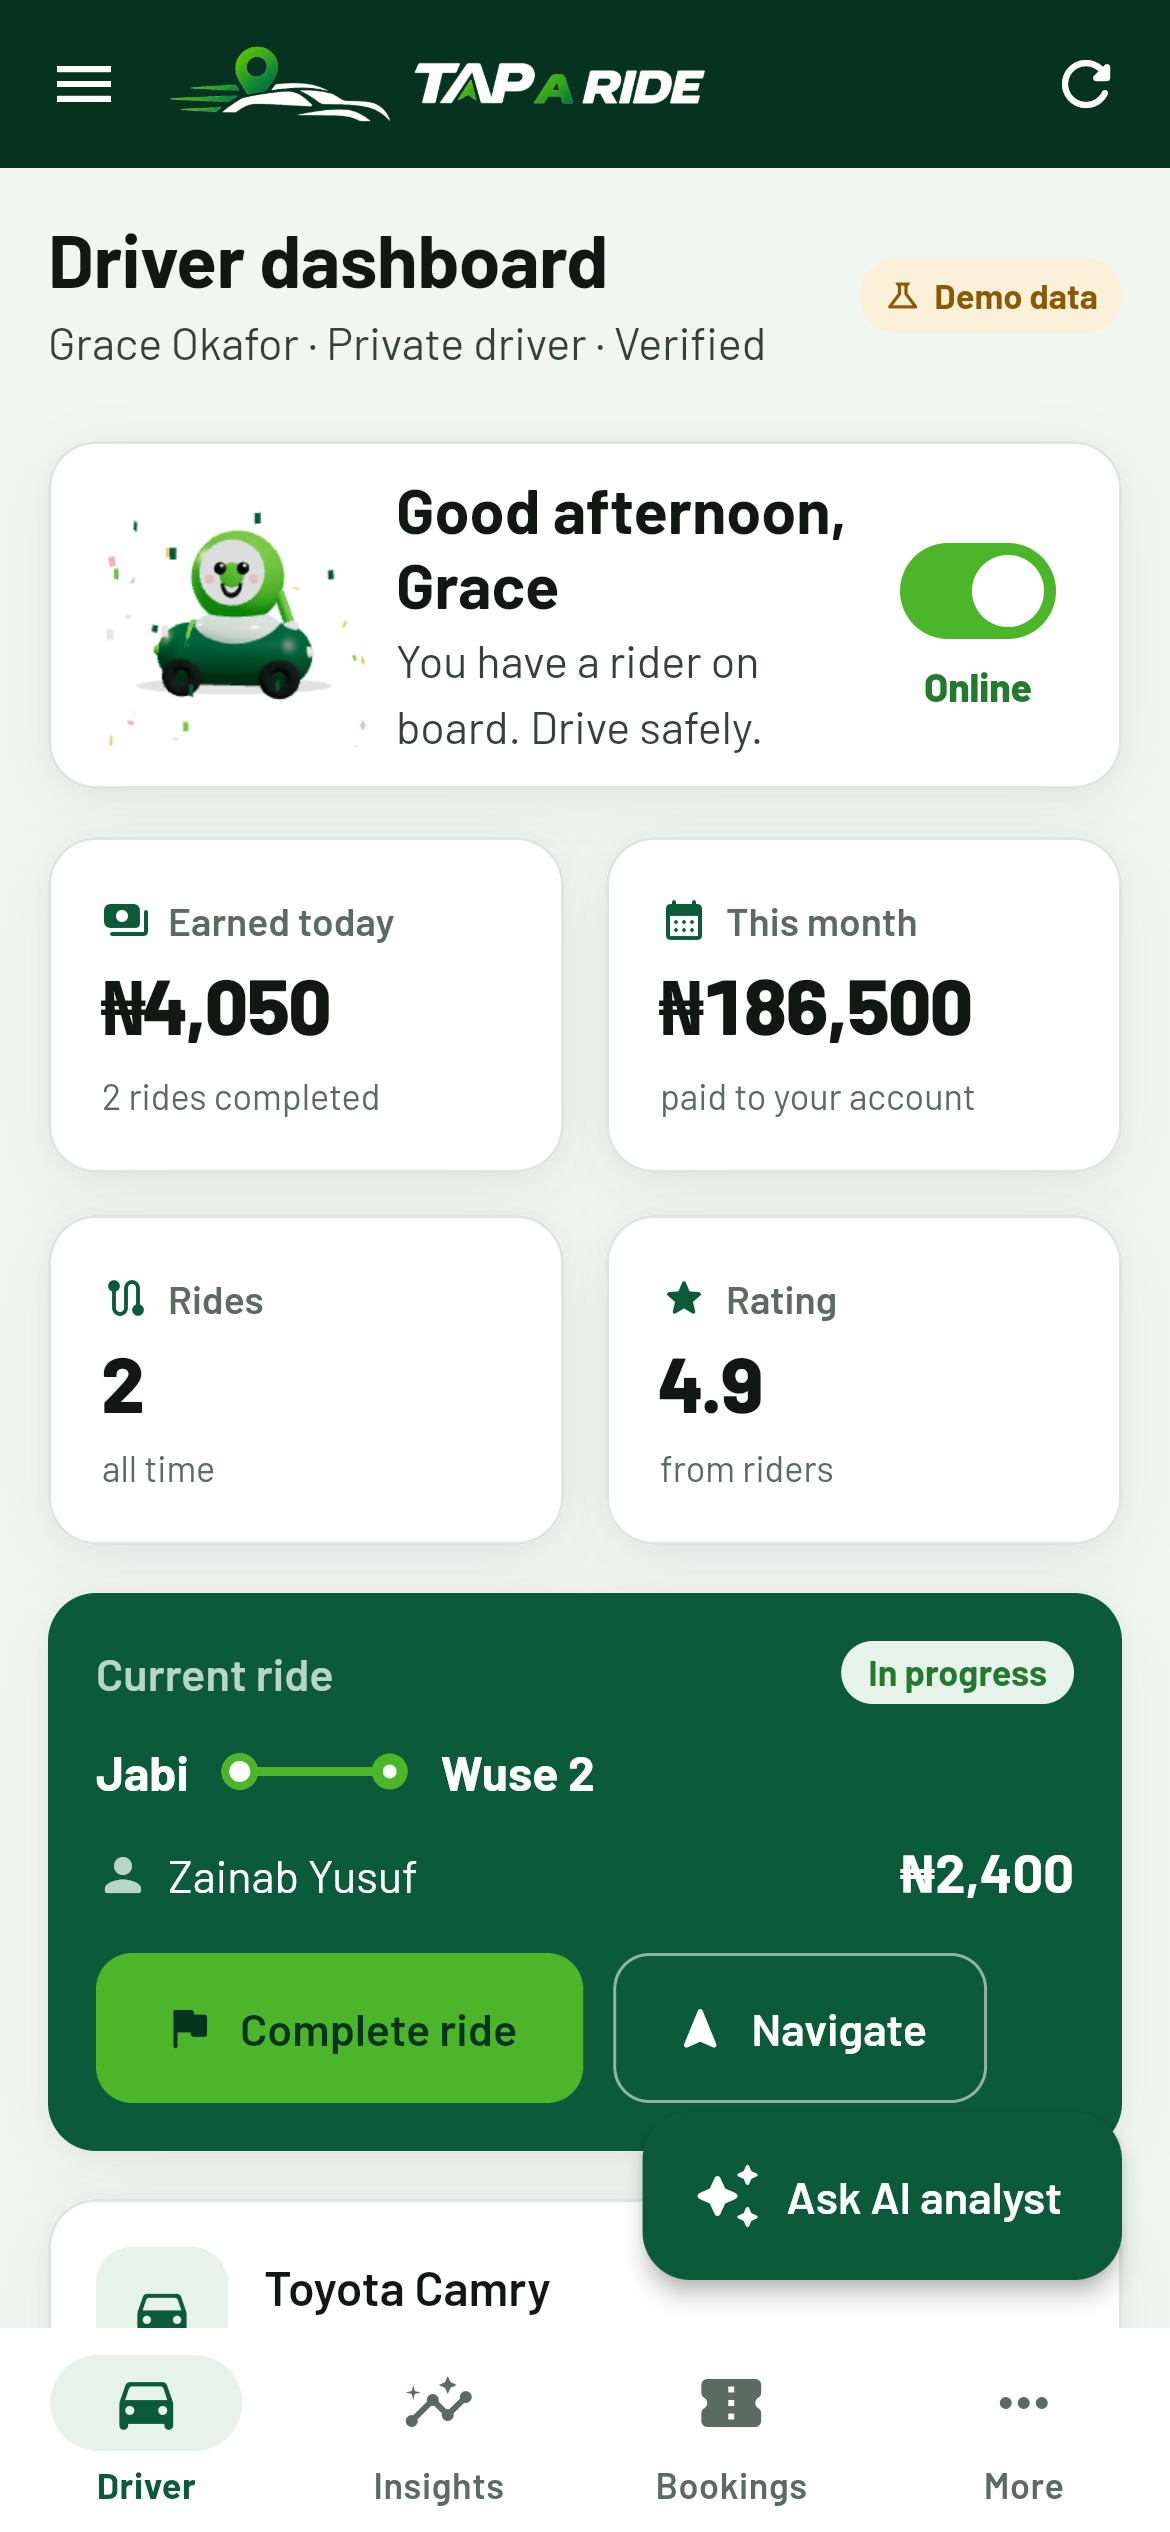 TAP A RIDE
Driver dashboard
Grace Okafor · Private driver · Verified
Demo data
Good afternoon,
Grace
You have a rider on
board. Drive safely.
Online
Earned today
₦4,050
2 rides completed
This month
₦186,500
paid to your account
Rides
2
all time
Rating
4.9
from riders
Current ride
In progress
Jabi
Wuse 2
Zainab Yusuf
₦2,400
Complete ride
Navigate
Ask AI analyst
Toyota Camry
Driver
Insights
Bookings
More